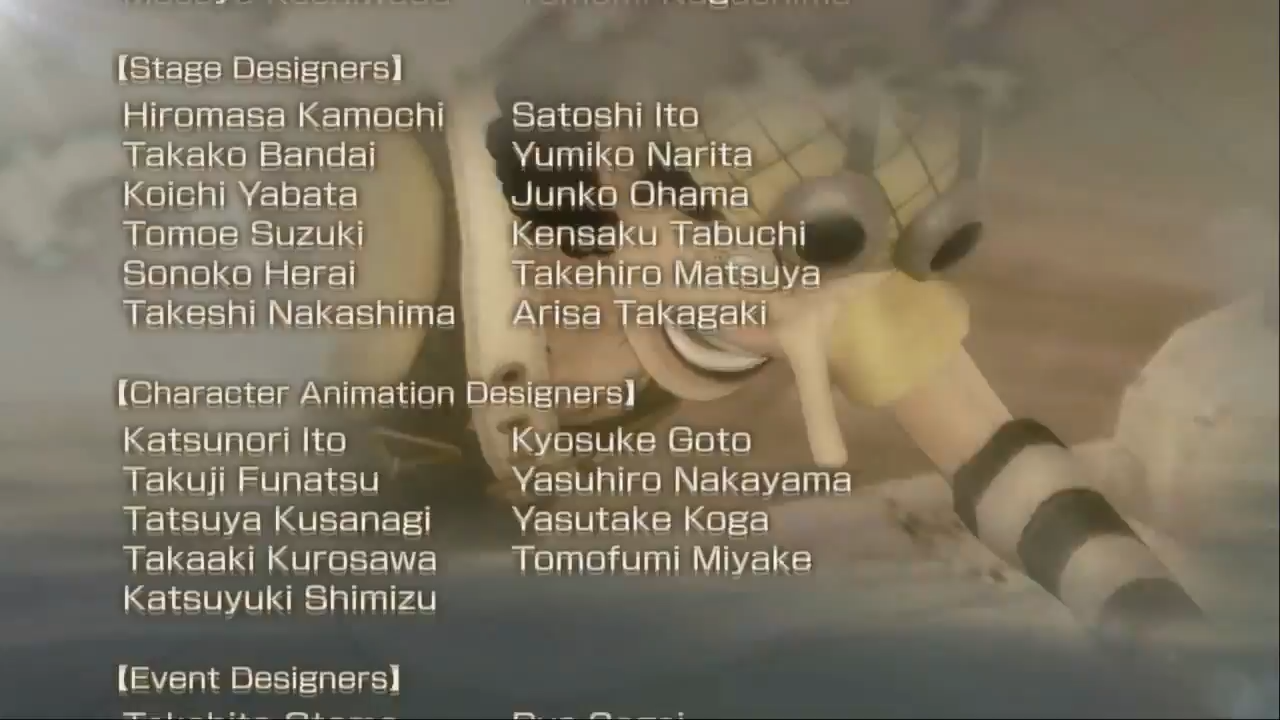 【Stage Designers】
Hiromasa Kamochi Satoshi Ito
Takako Bandai Yumiko Narita
Koichi Yabata Junko Ohama
Tomoe Suzuki Kensaku Tabuchi
Sonoko Herai Takehiro Matsuya
Takeshi Nakashima Arisa Takagaki
【Character Animation Designers】
Katsunori Ito Kyosuke Goto
Takuji Funatsu Yasuhiro Nakayama
Tatsuya Kusanagi Yasutake Koga
Takaaki Kurosawa Tomofumi Miyake
Katsuyuki Shimizu
【Event Designers】